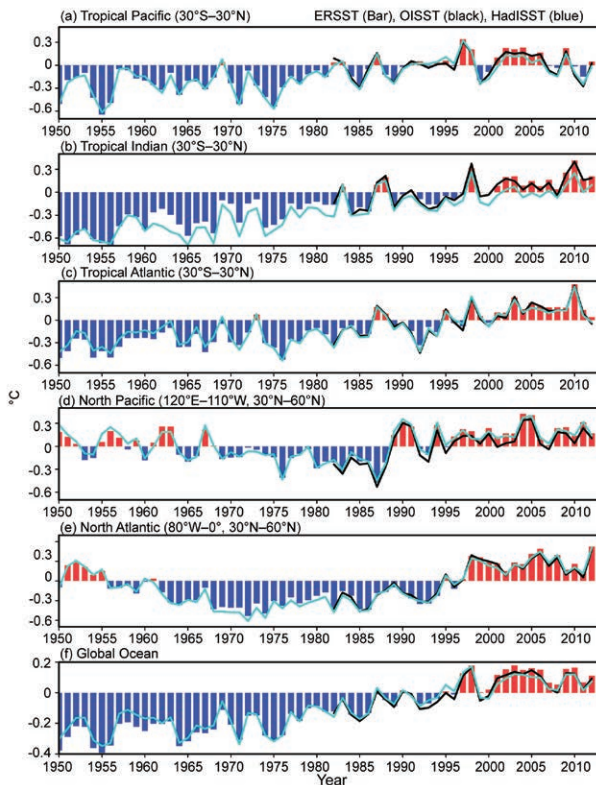 (a) Tropical Pacific (30°S–30°N) ERSST (Bar), OISST (black), HadISST (blue)
0.3
0
-0.3
-0.6
1950 1955 1960 1965 1970 1975 1980 1985 1990 1995 2000 2005 2010
(b) Tropical Indian (30°S–30°N)
0.3
0
-0.3
-0.6
1950 1955 1960 1965 1970 1975 1980 1985 1990 1995 2000 2005 2010
(c) Tropical Atlantic (30°S–30°N)
0.3
0
-0.3
-0.6
1950 1955 1960 1965 1970 1975 1980 1985 1990 1995 2000 2005 2010
°C
(d) North Pacific (120°E–110°W, 30°N–60°N)
0.3
0
-0.3
-0.6
1950 1955 1960 1965 1970 1975 1980 1985 1990 1995 2000 2005 2010
(e) North Atlantic (80°W–0°, 30°N–60°N)
0.3
0
-0.3
-0.6
1950 1955 1960 1965 1970 1975 1980 1985 1990 1995 2000 2005 2010
(f) Global Ocean
0.2
0
-0.2
-0.4
1950 1955 1960 1965 1970 1975 1980 1985 1990 1995 2000 2005 2010
Year